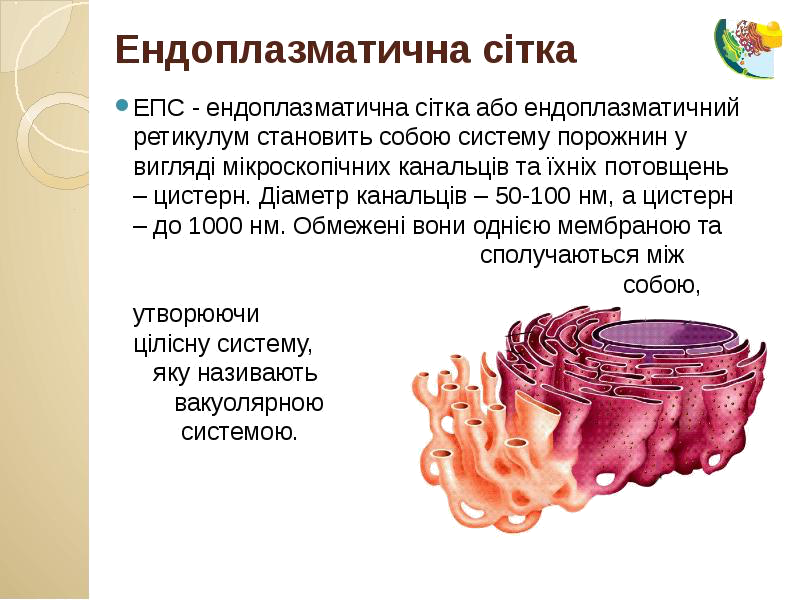 Ендоплазматична сітка
ЕПС - ендоплазматична сітка або ендоплазматичний
ретикулум становить собою систему порожнин у
вигляді мікроскопічних канальців та їхніх потовщень
– цистерн. Діаметр канальців – 50-100 нм, а цистерн
– до 1000 нм. Обмежені вони однією мембраною та
сполучаються між
собою,
утворюючи
цілісну систему,
яку називають
вакуолярною
системою.